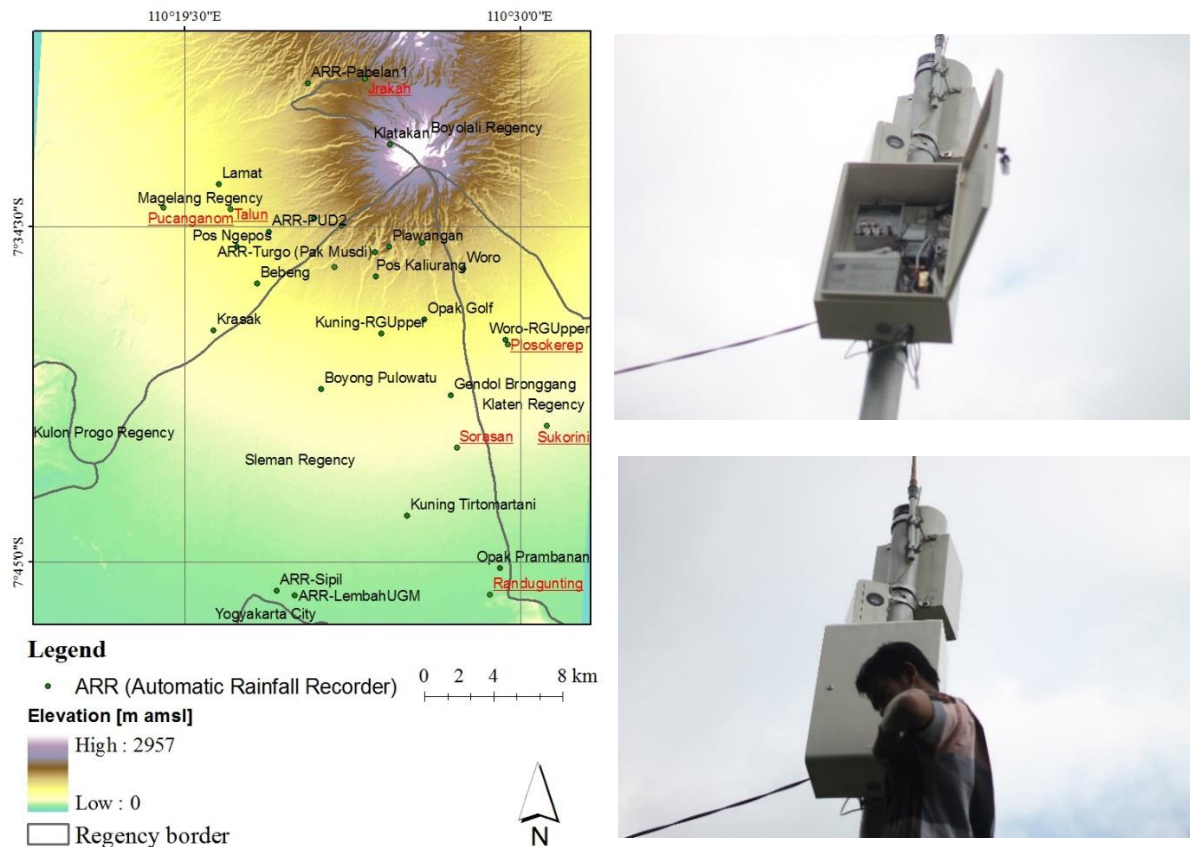 110°19'30"E
110°30'0"E
ARR-Pabelan1
Jrakah
Klatakan
Boyolali Regency
Lamat
Magelang Regency
Pucanganom
Talun
ARR-PUD2
7°34'30"S
Pos Ngepos
ARR-Turgo (Pak Musdi)
Plawangan
Bebeng
Pos Kaliurang
Woro
Krasak
Kuning-RGUpper
Opak Golf
Woro-RGUpper
Plosokerep
Boyong Pulowatu
Gendol Bronggang
Klaten Regency
Kulon Progo Regency
Sorasan
Sukorini
Sleman Regency
Kuning Tirtomartani
7°45'0"S
Opak Prambanan
ARR-Sipil
Randugunting
ARR-LembahUGM
Yogyakarta City
Legend
ARR (Automatic Rainfall Recorder)
0 2 4 8 km
Elevation [m amsl]
High : 2957
Low : 0
Regency border
N